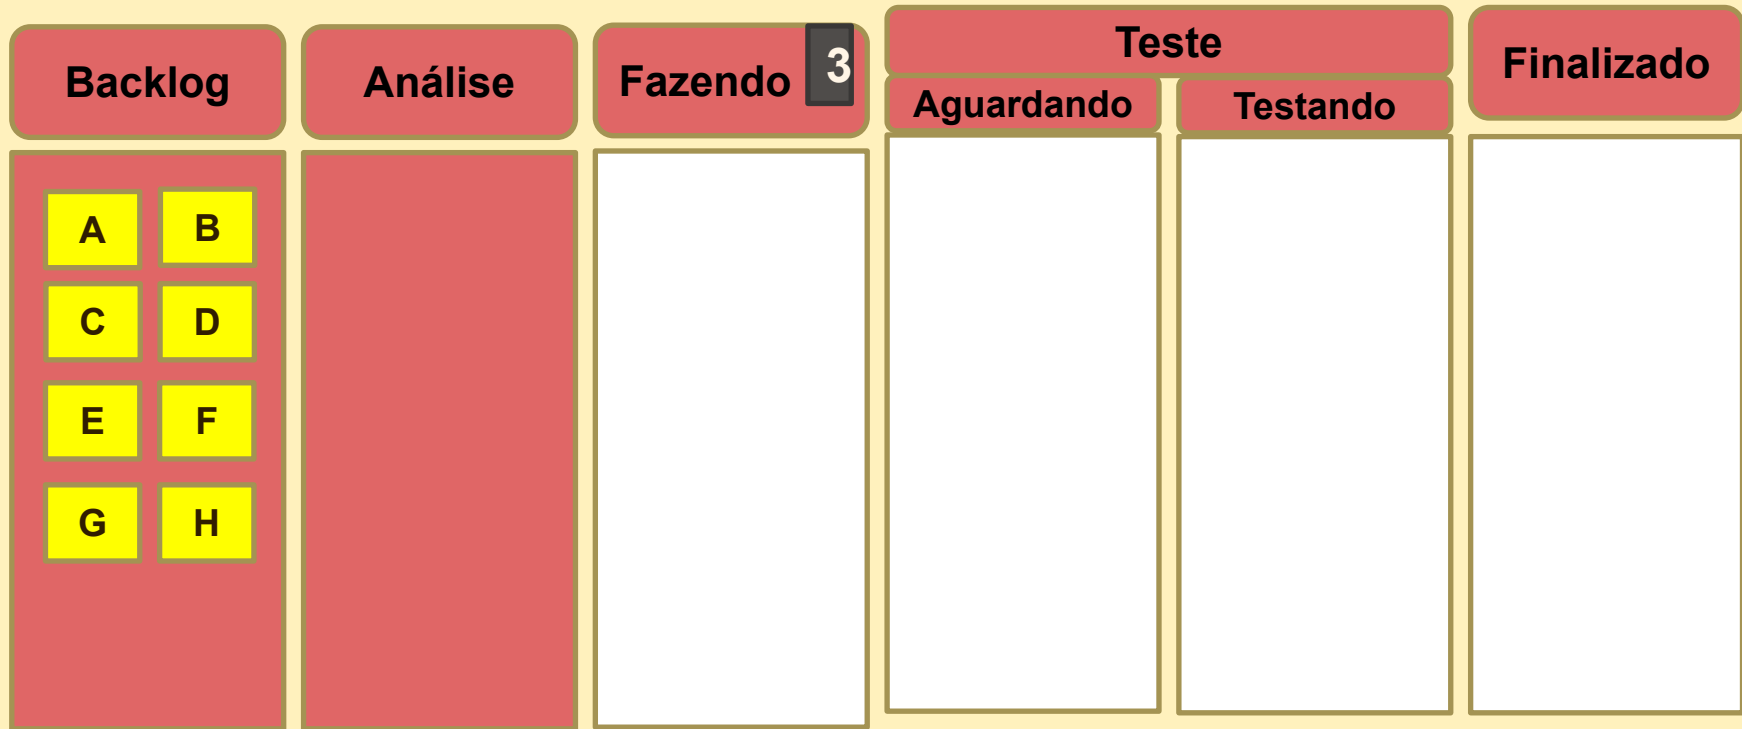 Backlog
Análise
Fazendo
3
Teste
Aguardando
Testando
Finalizado
A B
C D
E F
G H